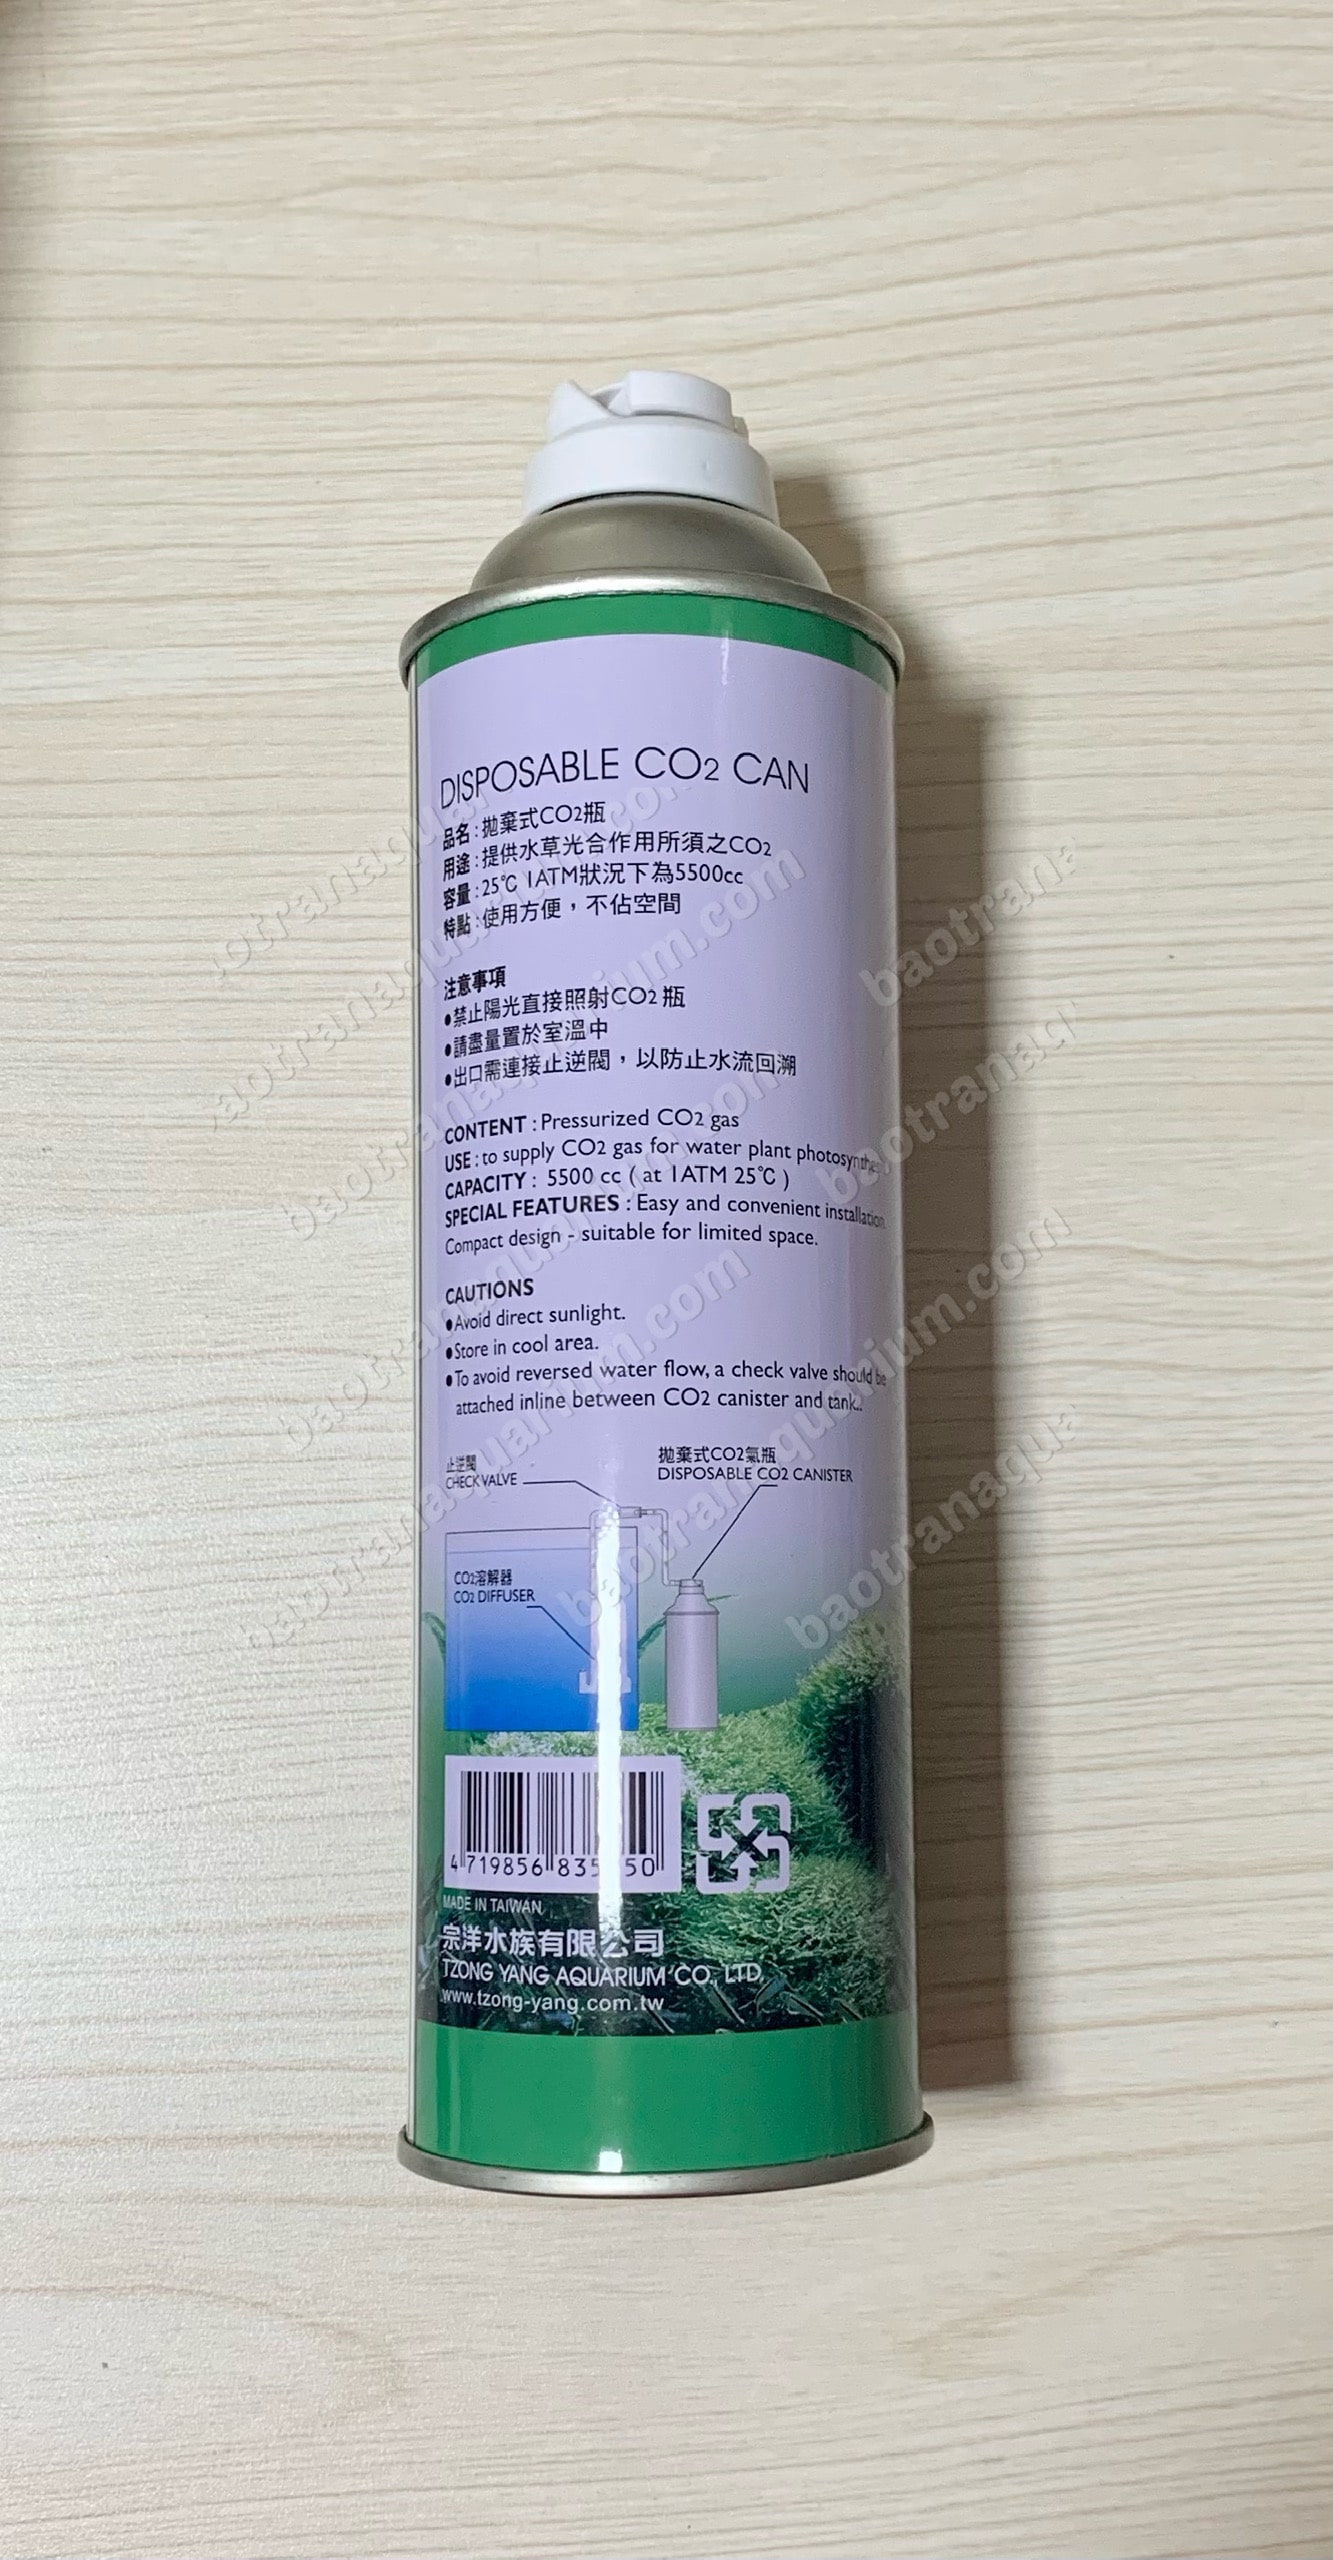 DISPOSABLE CO2 CAN
品名:拋棄式CO2瓶
用途:提供水草光合作用所須之CO2
容量:25℃ 1ATM狀況下為5500cc
特點:使用方便，不佔空間
注意事項
●禁止陽光直接照射CO2 瓶
●請盡量置於室溫中
●出口需連接止逆閥，以防止水流回溯
CONTENT : Pressurized CO2 gas
USE : to supply CO2 gas for water plant
CAPACITY : 5500 cc ( at 1ATM 25℃ )
SPECIAL FEATURES : Easy and convenient installation.
Compact design - suitable for limited space.
CAUTIONS
●Avoid direct sunlight.
●Store in cool area.
●To avoid reversed water flow, a check valve should be
attached inline between CO2 canister and tank..
止逆閥
CHECK VALVE
拋棄式CO2氣瓶
DISPOSABLE CO2 CANISTER
CO2溶解器
CO2 DIFFUSER
4 719856 835
MADE IN TAIWAN
宗洋水族有限公司
TZONG YANG AQUARIUM CO., LTD.
www.tzong-yang.com.tw
baotranaquarium.com